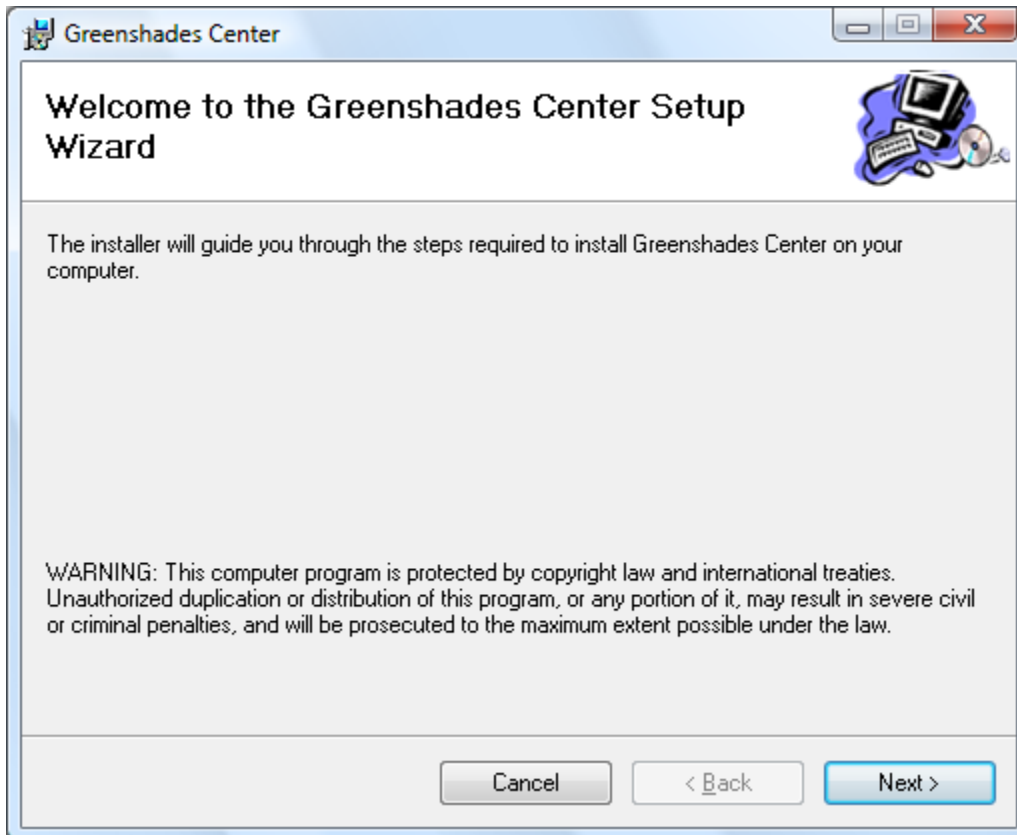 Greenshades Center
Welcome to the Greenshades Center Setup
Wizard
The installer will guide you through the steps required to install Greenshades Center on your
computer.
WARNING: This computer program is protected by copyright law and international treaties.
Unauthorized duplication or distribution of this program, or any portion of it, may result in severe civil
or criminal penalties, and will be prosecuted to the maximum extent possible under the law.
Cancel < Back Next >